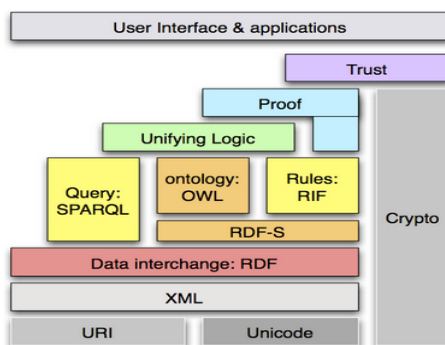 User Interface & applications
Trust
Proof
Unifying Logic
Query:
SPARQL
ontology:
OWL
Rules:
RIF
RDF-S
Crypto
Data interchange: RDF
XML
URI
Unicode